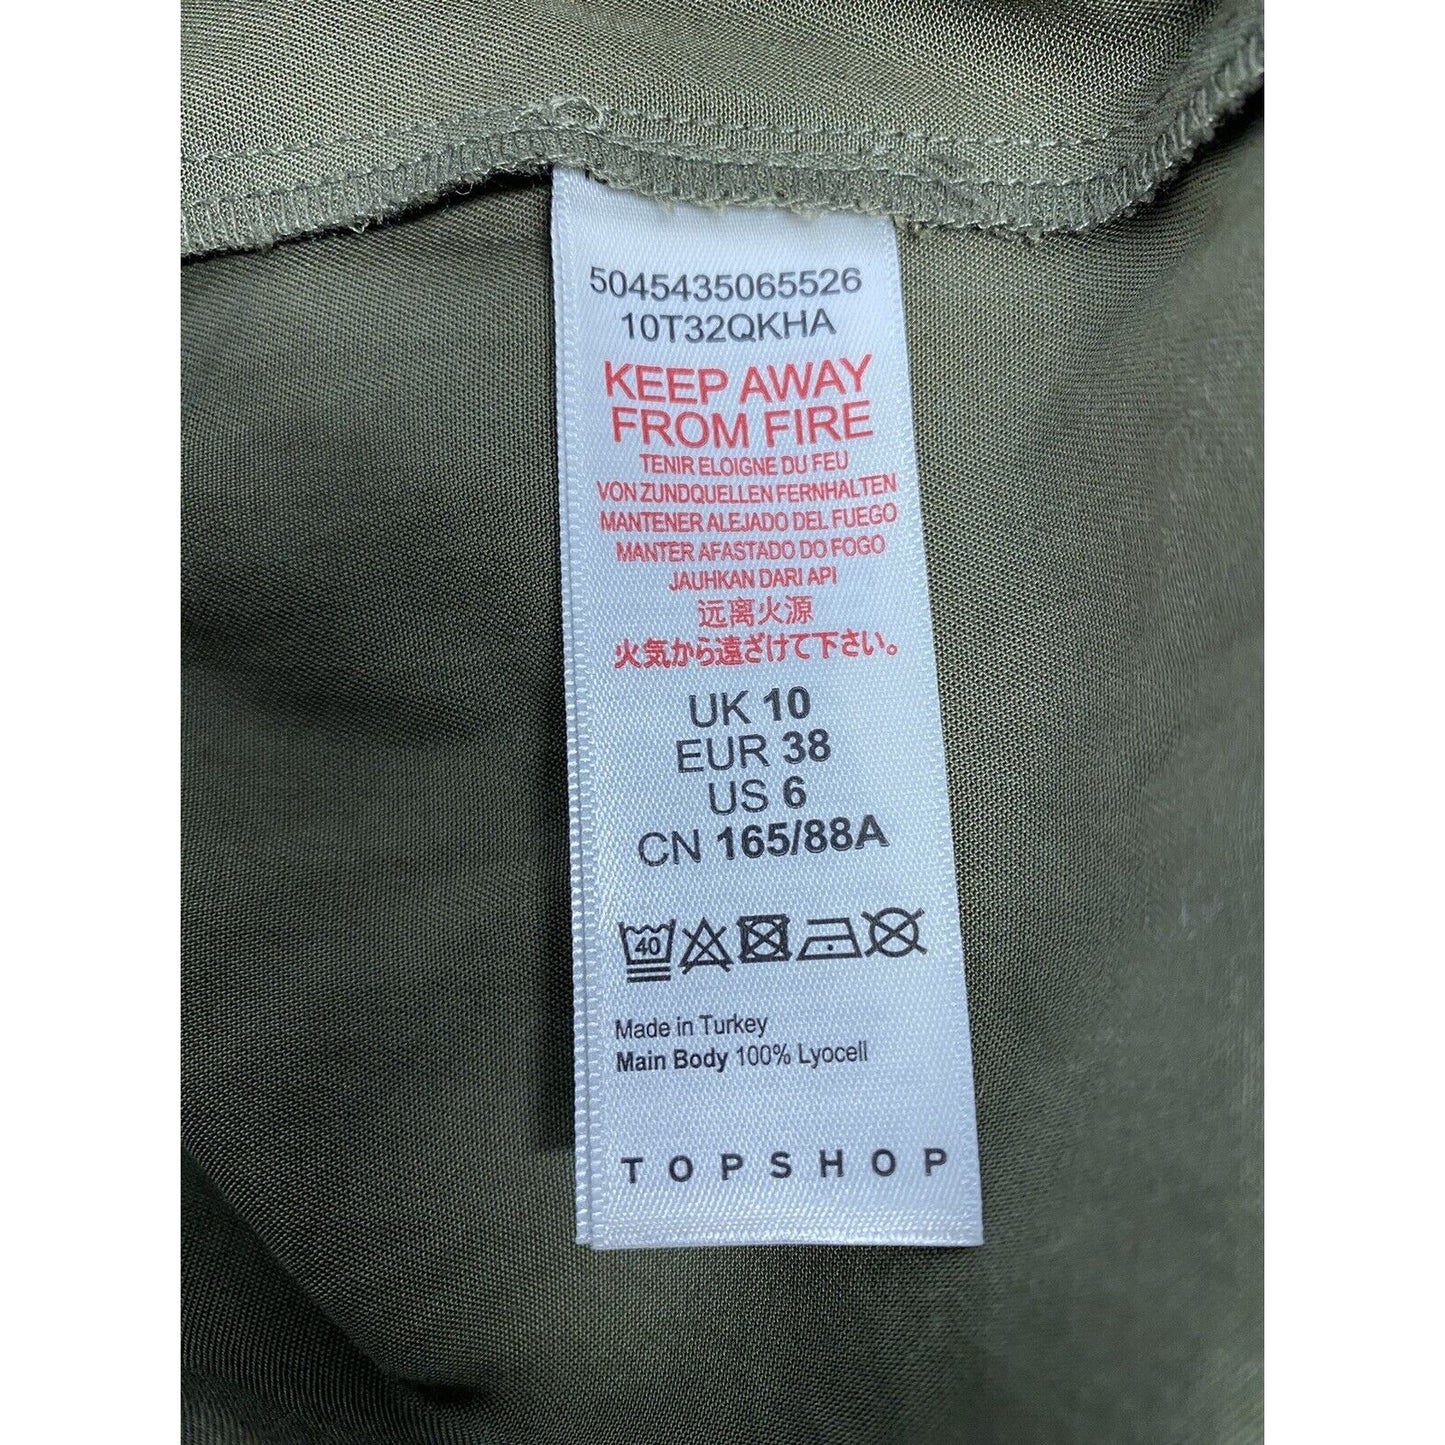 5045435065526
10T32QKHA
KEEP AWAY
FROM FIRE
TENIR ELOIGNE DU FEU
VON ZUNDQUELLEN FERNHALTEN
MANTENER ALEJADO DEL FUEGO
MANTER AFASTADO DO FOGO
JAUHKAN DARI API
远离火源
火気から遠ざけて下さい。
UK 10
EUR 38
US 6
CN 165/88A
40
Made in Turkey
Main Body 100% Lyocell
TOPSHOP